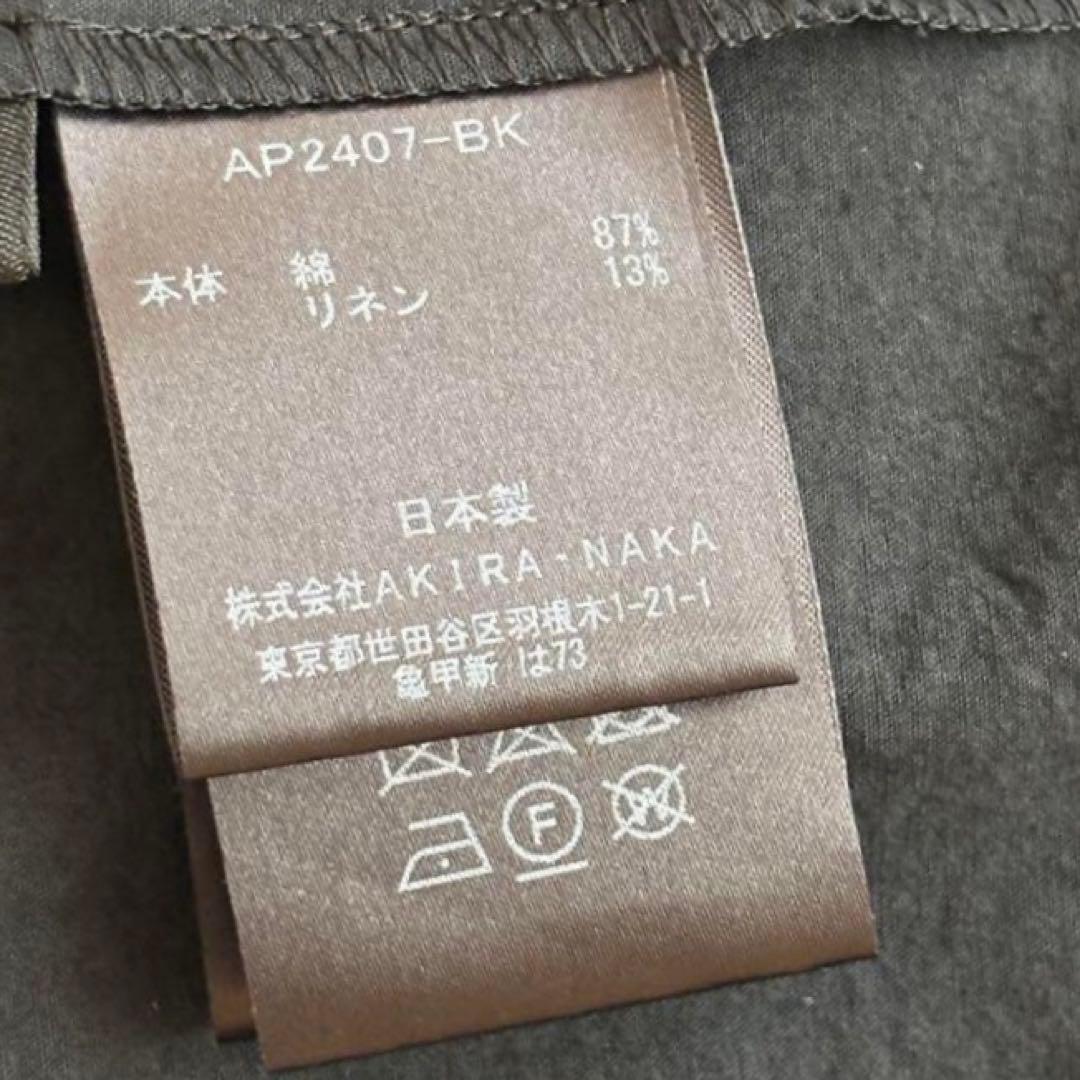 AP2407-BK
本体 綿 87%
リネン 13%
日本製
株式会社AKIRA-NAKA
東京都世田谷区羽根木1-21-1
亀甲新 は73
F
W